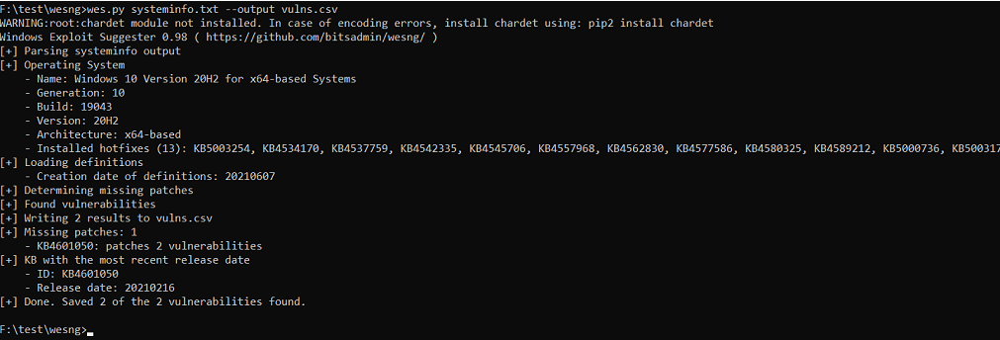 F:\test\wesng>wes.py systeminfo.txt --output vulns.csv
WARNING:root:chardet module not installed. In case of encoding errors, install chardet using: pip2 install chardet
Windows Exploit Suggester 0.98 ( https://github.com/bitsadmin/wesng/ )
[+] Parsing systeminfo output
[+] Operating System
    - Name: Windows 10 Version 20H2 for x64-based Systems
    - Generation: 10
    - Build: 19043
    - Version: 20H2
    - Architecture: x64-based
    - Installed hotfixes (13): KB5003254, KB4534170, KB4537759, KB4542335, KB4545706, KB4557968, KB4562830, KB4577586, KB4580325, KB4589212, KB5000736, KB500317
[+] Loading definitions
    - Creation date of definitions: 20210607
[+] Determining missing patches
[+] Found vulnerabilities
[+] Writing 2 results to vulns.csv
[+] Missing patches: 1
    - KB4601050: patches 2 vulnerabilities
[+] KB with the most recent release date
    - ID: KB4601050
    - Release date: 20210216
[+] Done. Saved 2 of the 2 vulnerabilities found.
F:\test\wesng>